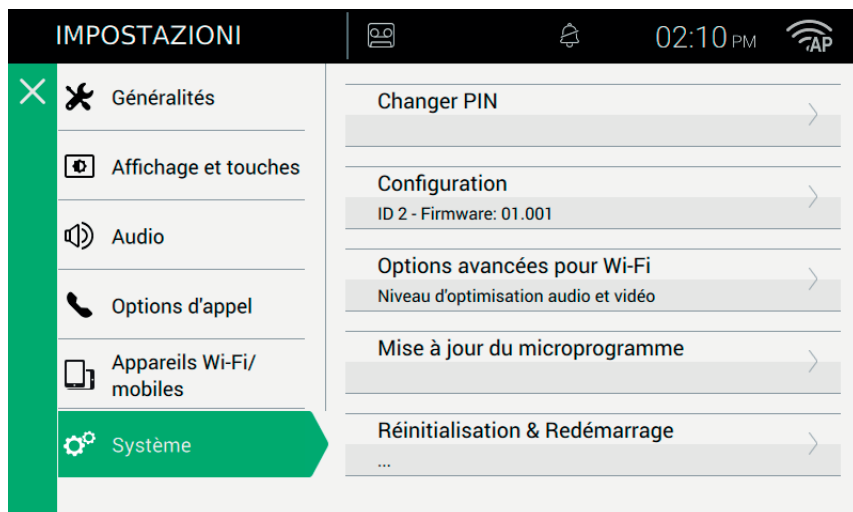 IMPOSTAZIONI
02:10 PM
AP
Généralités
Affichage et touches
Audio
Options d'appel
Appareils Wi-Fi/
mobiles
Système
Changer PIN
Configuration
ID 2 - Firmware: 01.001
Options avancées pour Wi-Fi
Niveau d'optimisation audio et vidéo
Mise à jour du microprogramme
Réinitialisation & Redémarrage
...